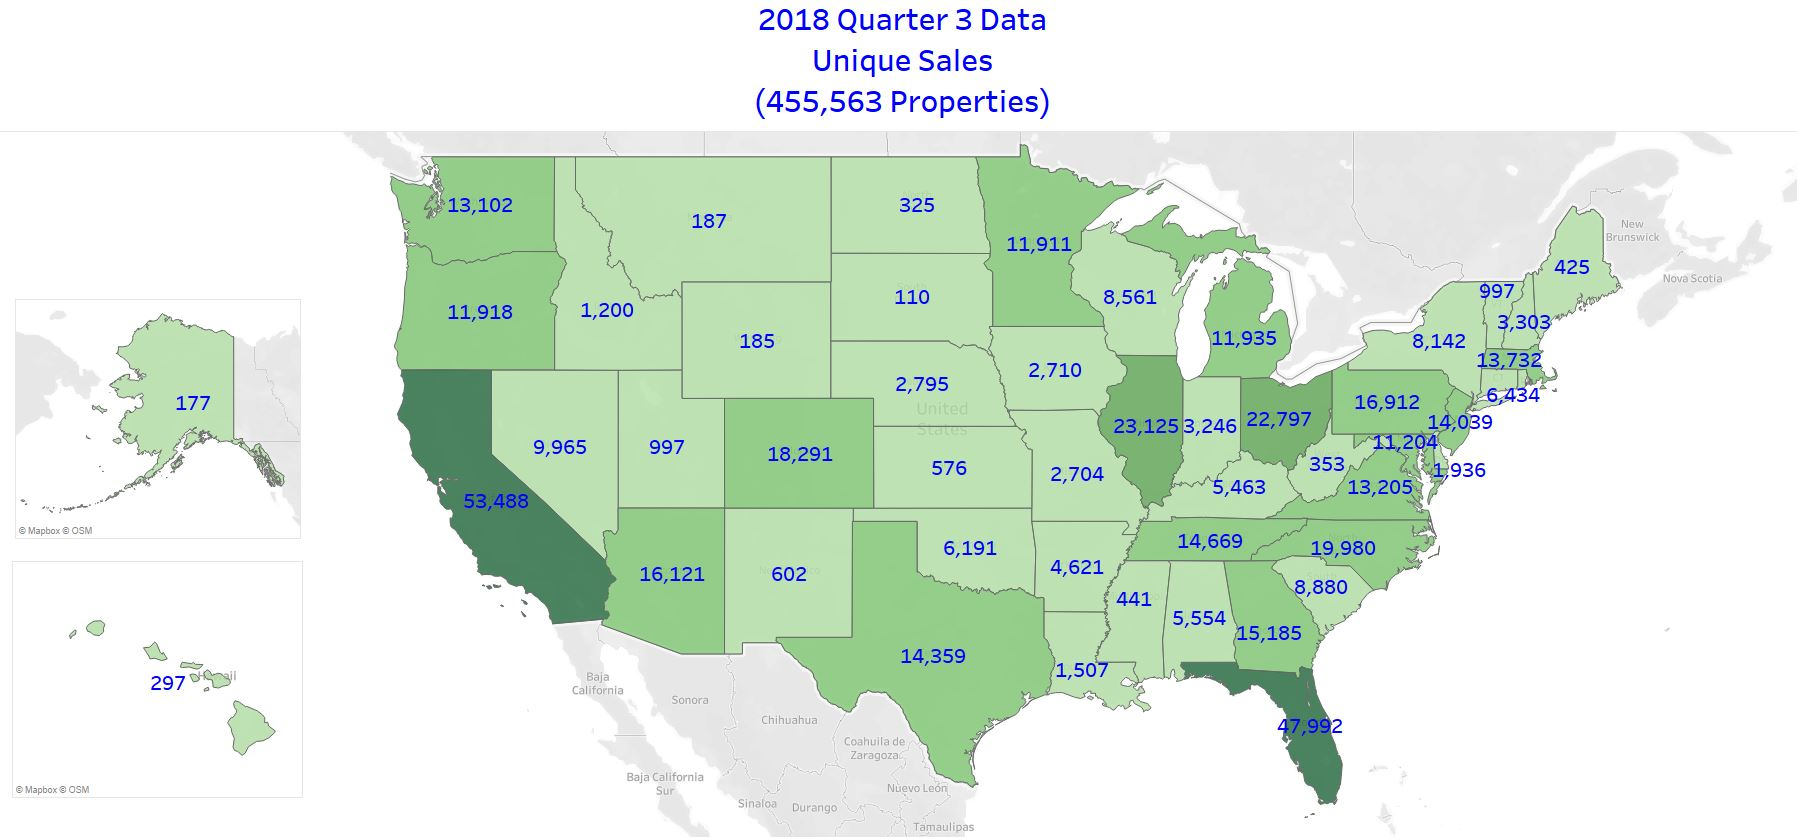 2018 Quarter 3 Data
Unique Sales
(455,563 Properties)
13,102
187
325
11,911
New
Brunswick
425
Nova Scotia
997
3,303
11,918
1,200
110
8,561
11,935
8,142
185
13,732
2,710
177
2,795
6,434
16,912
United
States
23,125
3,246
22,797
14,039
9,965
997
18,291
11,204
576
353
1,936
2,704
5,463
13,205
53,488
© Mapbox © OSM
6,191
14,669
19,980
16,121
602
4,621
8,880
441
5,554
15,185
14,359
1,507
297
Baja
California
Sonora
Chihuahua
47,992
Coahuila de
Zaragoza
Baja California
Sur
Nuevo León
© Mapbox © OSM
Sinaloa
Durango
Tamaulipas